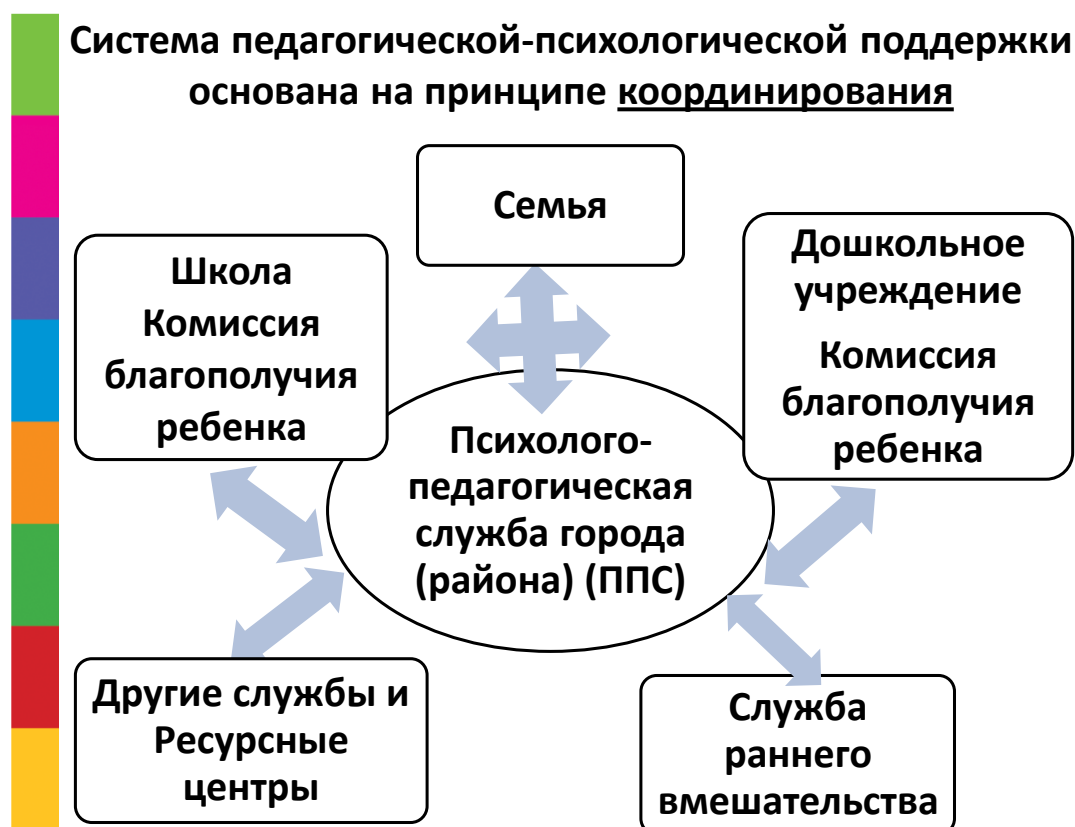 Система педагогической-психологической поддержки
основана на принципе координирования
Семья
Школа
Комиссия
благополучия
ребенка
Дошкольное
учреждение
Комиссия
благополучия
ребенка
Психолого-
педагогическая
служба города
(района) (ППС)
Другие службы и
Ресурсные
центры
Служба
раннего
вмешательства